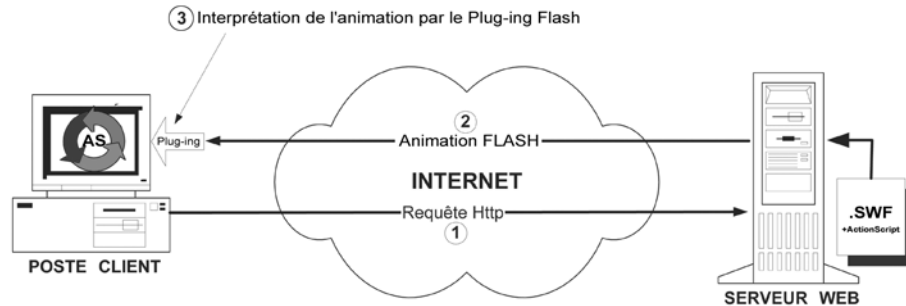 3 Interprétation de l'animation par le Plug-ing Flash
AS
Plug-ing
2
Animation FLASH
INTERNET
Requête Http
1
.SWF
+ActionScript
POSTE CLIENT
SERVEUR WEB